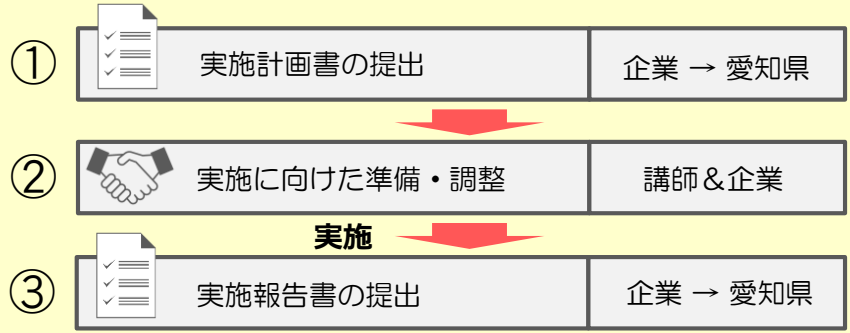 ① 実施計画書の提出 企業 → 愛知県
② 実施に向けた準備・調整 講師＆企業
実施
③ 実施報告書の提出 企業 → 愛知県